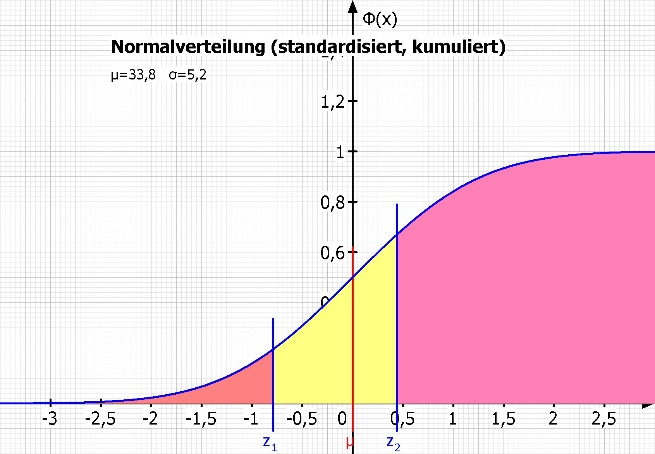 Φ(x)
Normalverteilung (standardisiert, kumuliert)
μ=33,8 σ=5,2
1,2
1
0,8
0,6
-3 -2,5 -2 -1,5 -1 -0,5 0 0,5 1 1,5 2 2,5
z1 μ z2